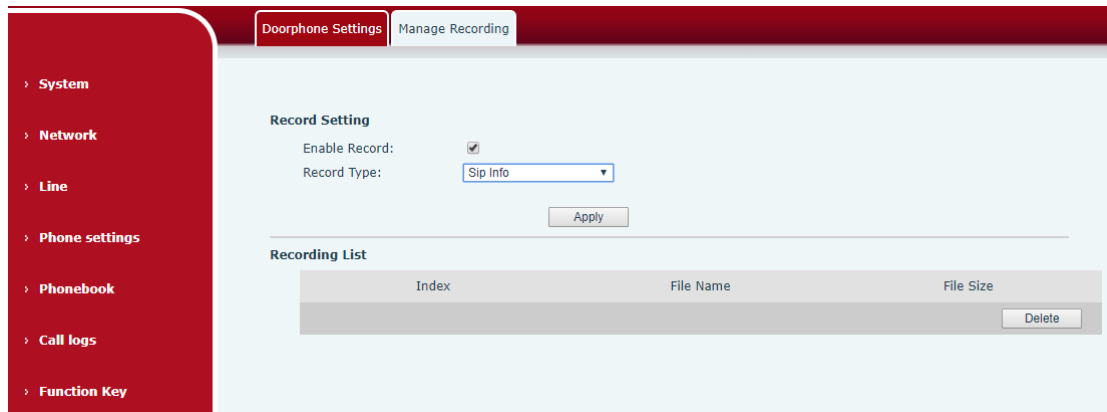 Doorphone Settings Manage Recording
System
Network
Line
Phone settings
Phonebook
Call logs
Function Key
Record Setting
Enable Record:
Record Type: Sip Info
Apply
Recording List
Index File Name File Size
Delete